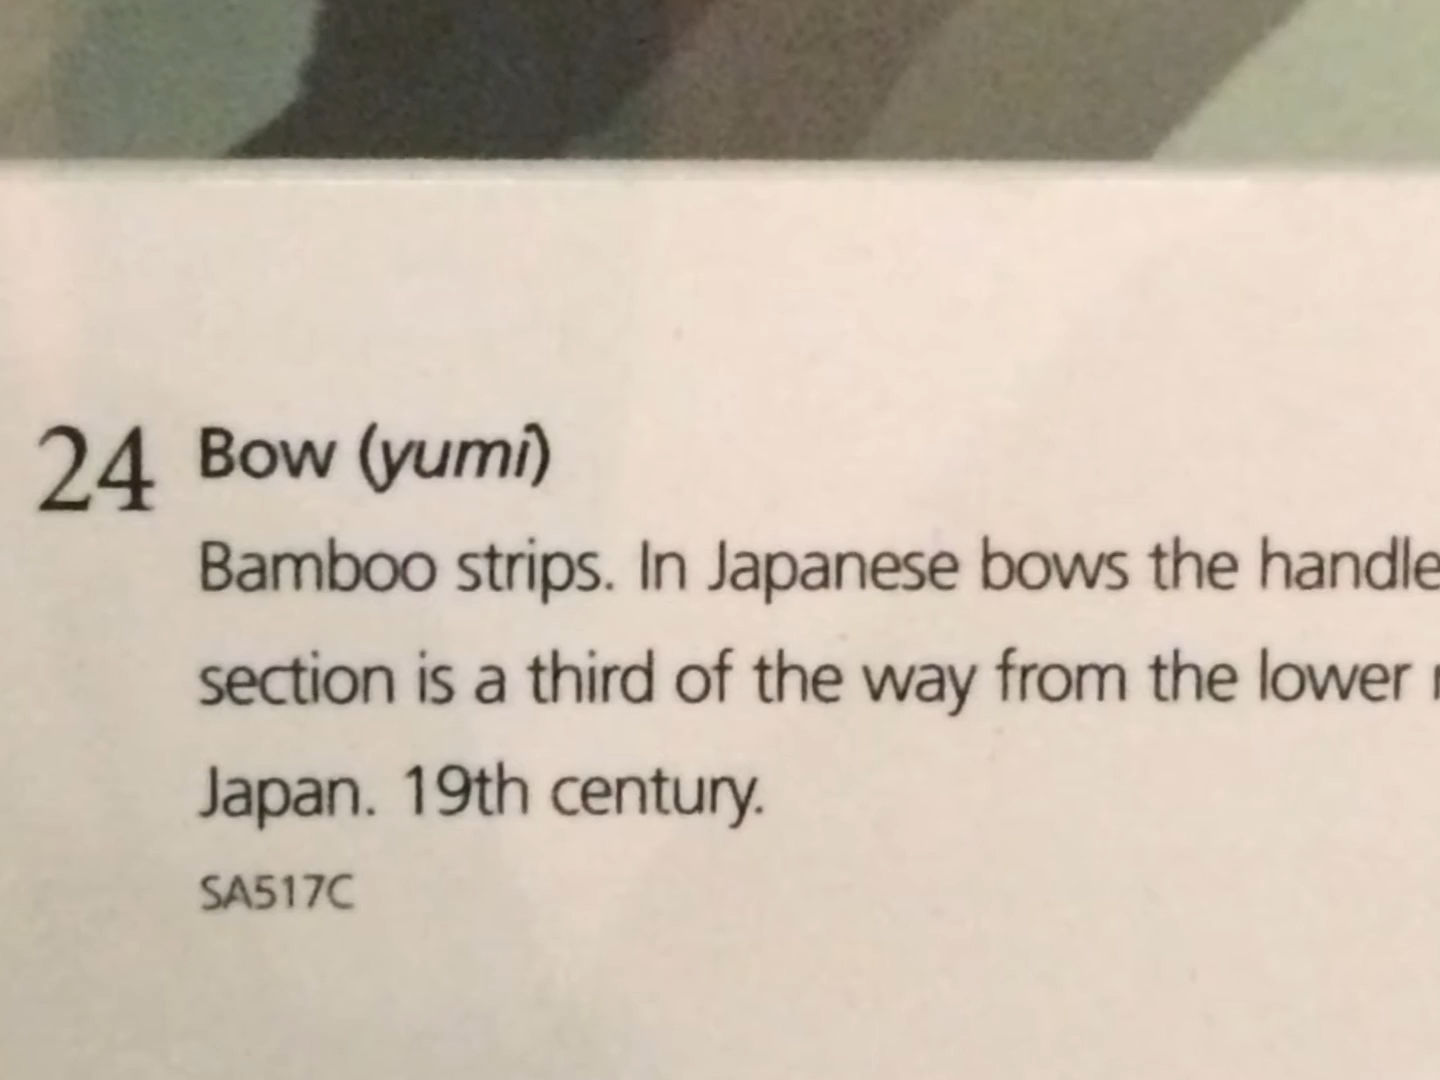 24 Bow (yumi)
Bamboo strips. In Japanese bows the handle
section is a third of the way from the lower
Japan. 19th century.
SA517C